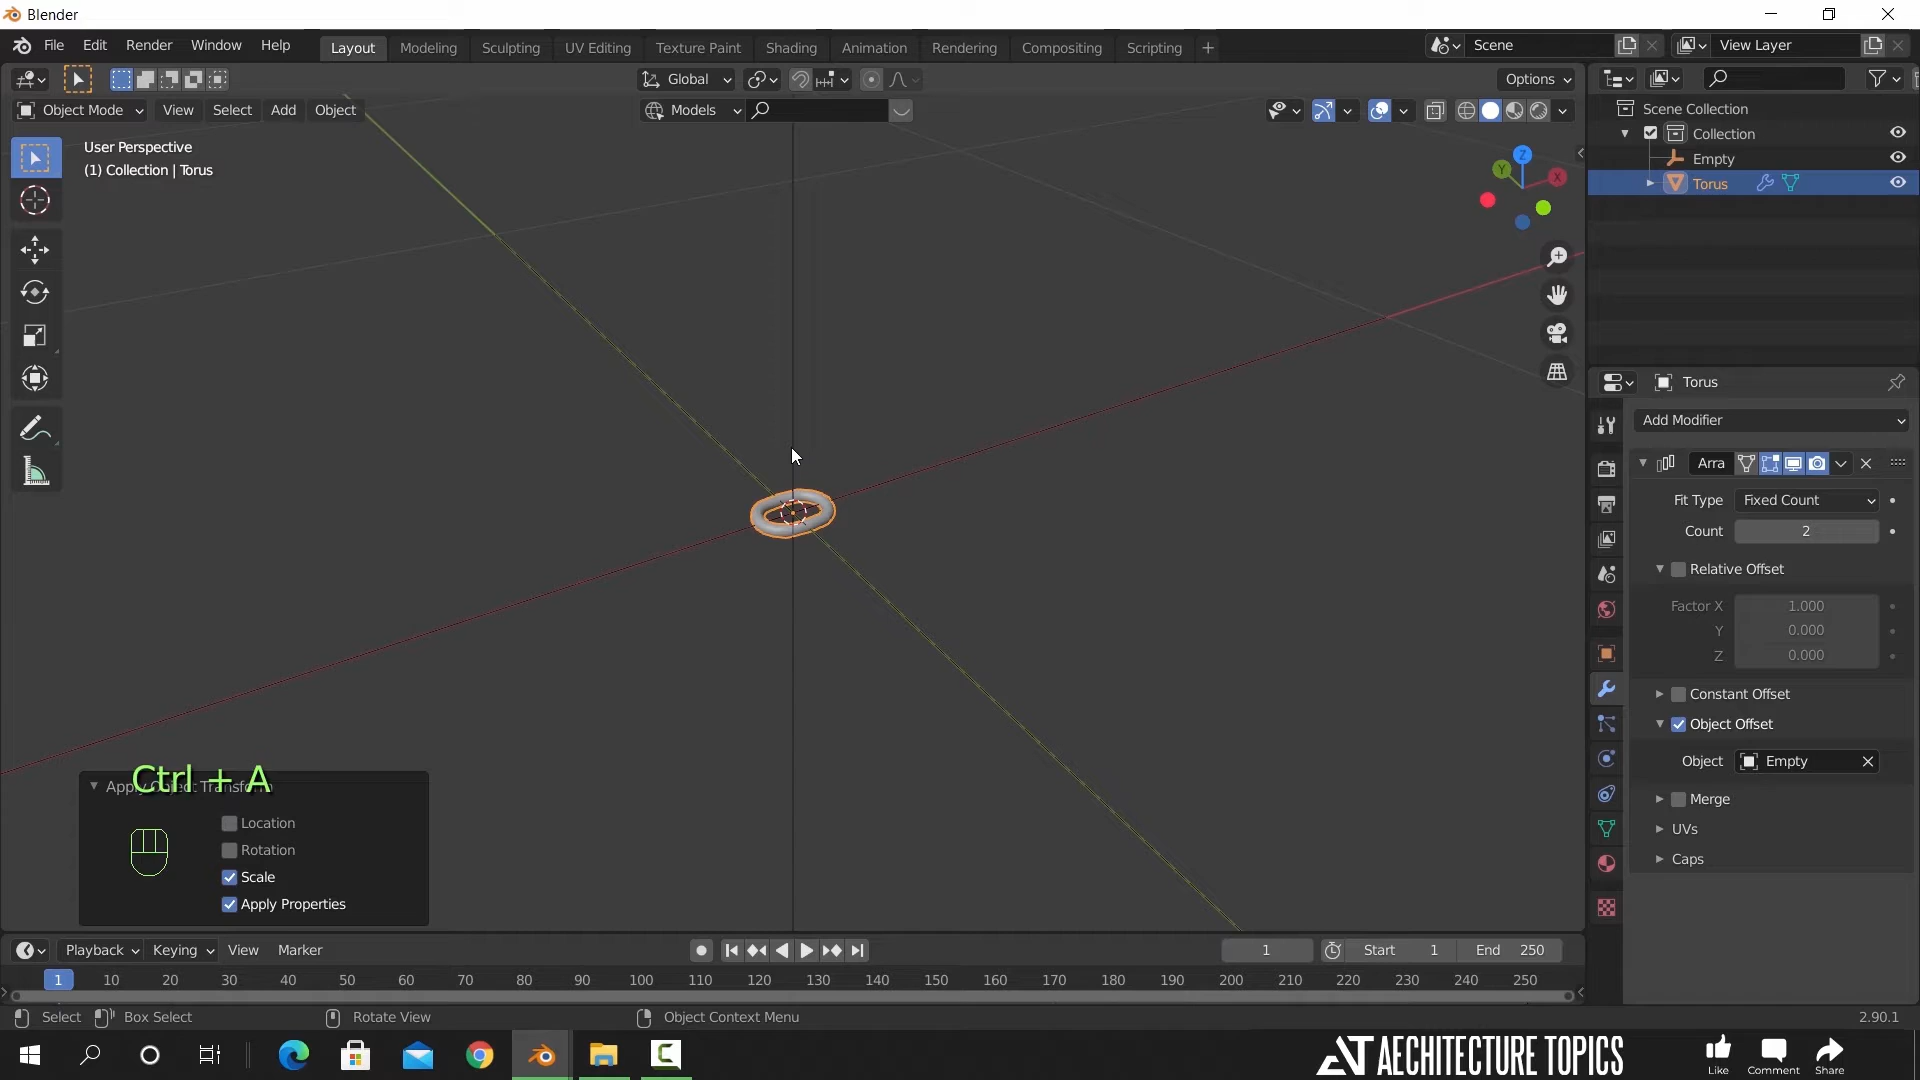 Blender
File Edit Render Window Help Layout Modeling Sculpting UV Editing Texture Paint Shading Animation Rendering Compositing Scripting + Scene View Layer
Global Options
Object Mode View Select Add Object Models
User Perspective
(1) Collection | Torus
Z
Y
X
Scene Collection
Collection
Empty
Torus
Torus
Add Modifier
Arra
Fit Type Fixed Count
Count 2
Relative Offset
Factor X 1.000
Y 0.000
Z 0.000
Constant Offset
Object Offset
Object Empty
Merge
UVs
Caps
Ctrl + A
Apply Object Transform
Location
Rotation
Scale
Apply Properties
Playback Keying View Marker 1 Start 1 End 250
1 10 20 30 40 50 60 70 80 90 100 110 120 130 140 150 160 170 180 190 200 210 220 230 240 250
Select Box Select Rotate View Object Context Menu 2.90.1
AT AECHITECTURE TOPICS
Like Comment Share